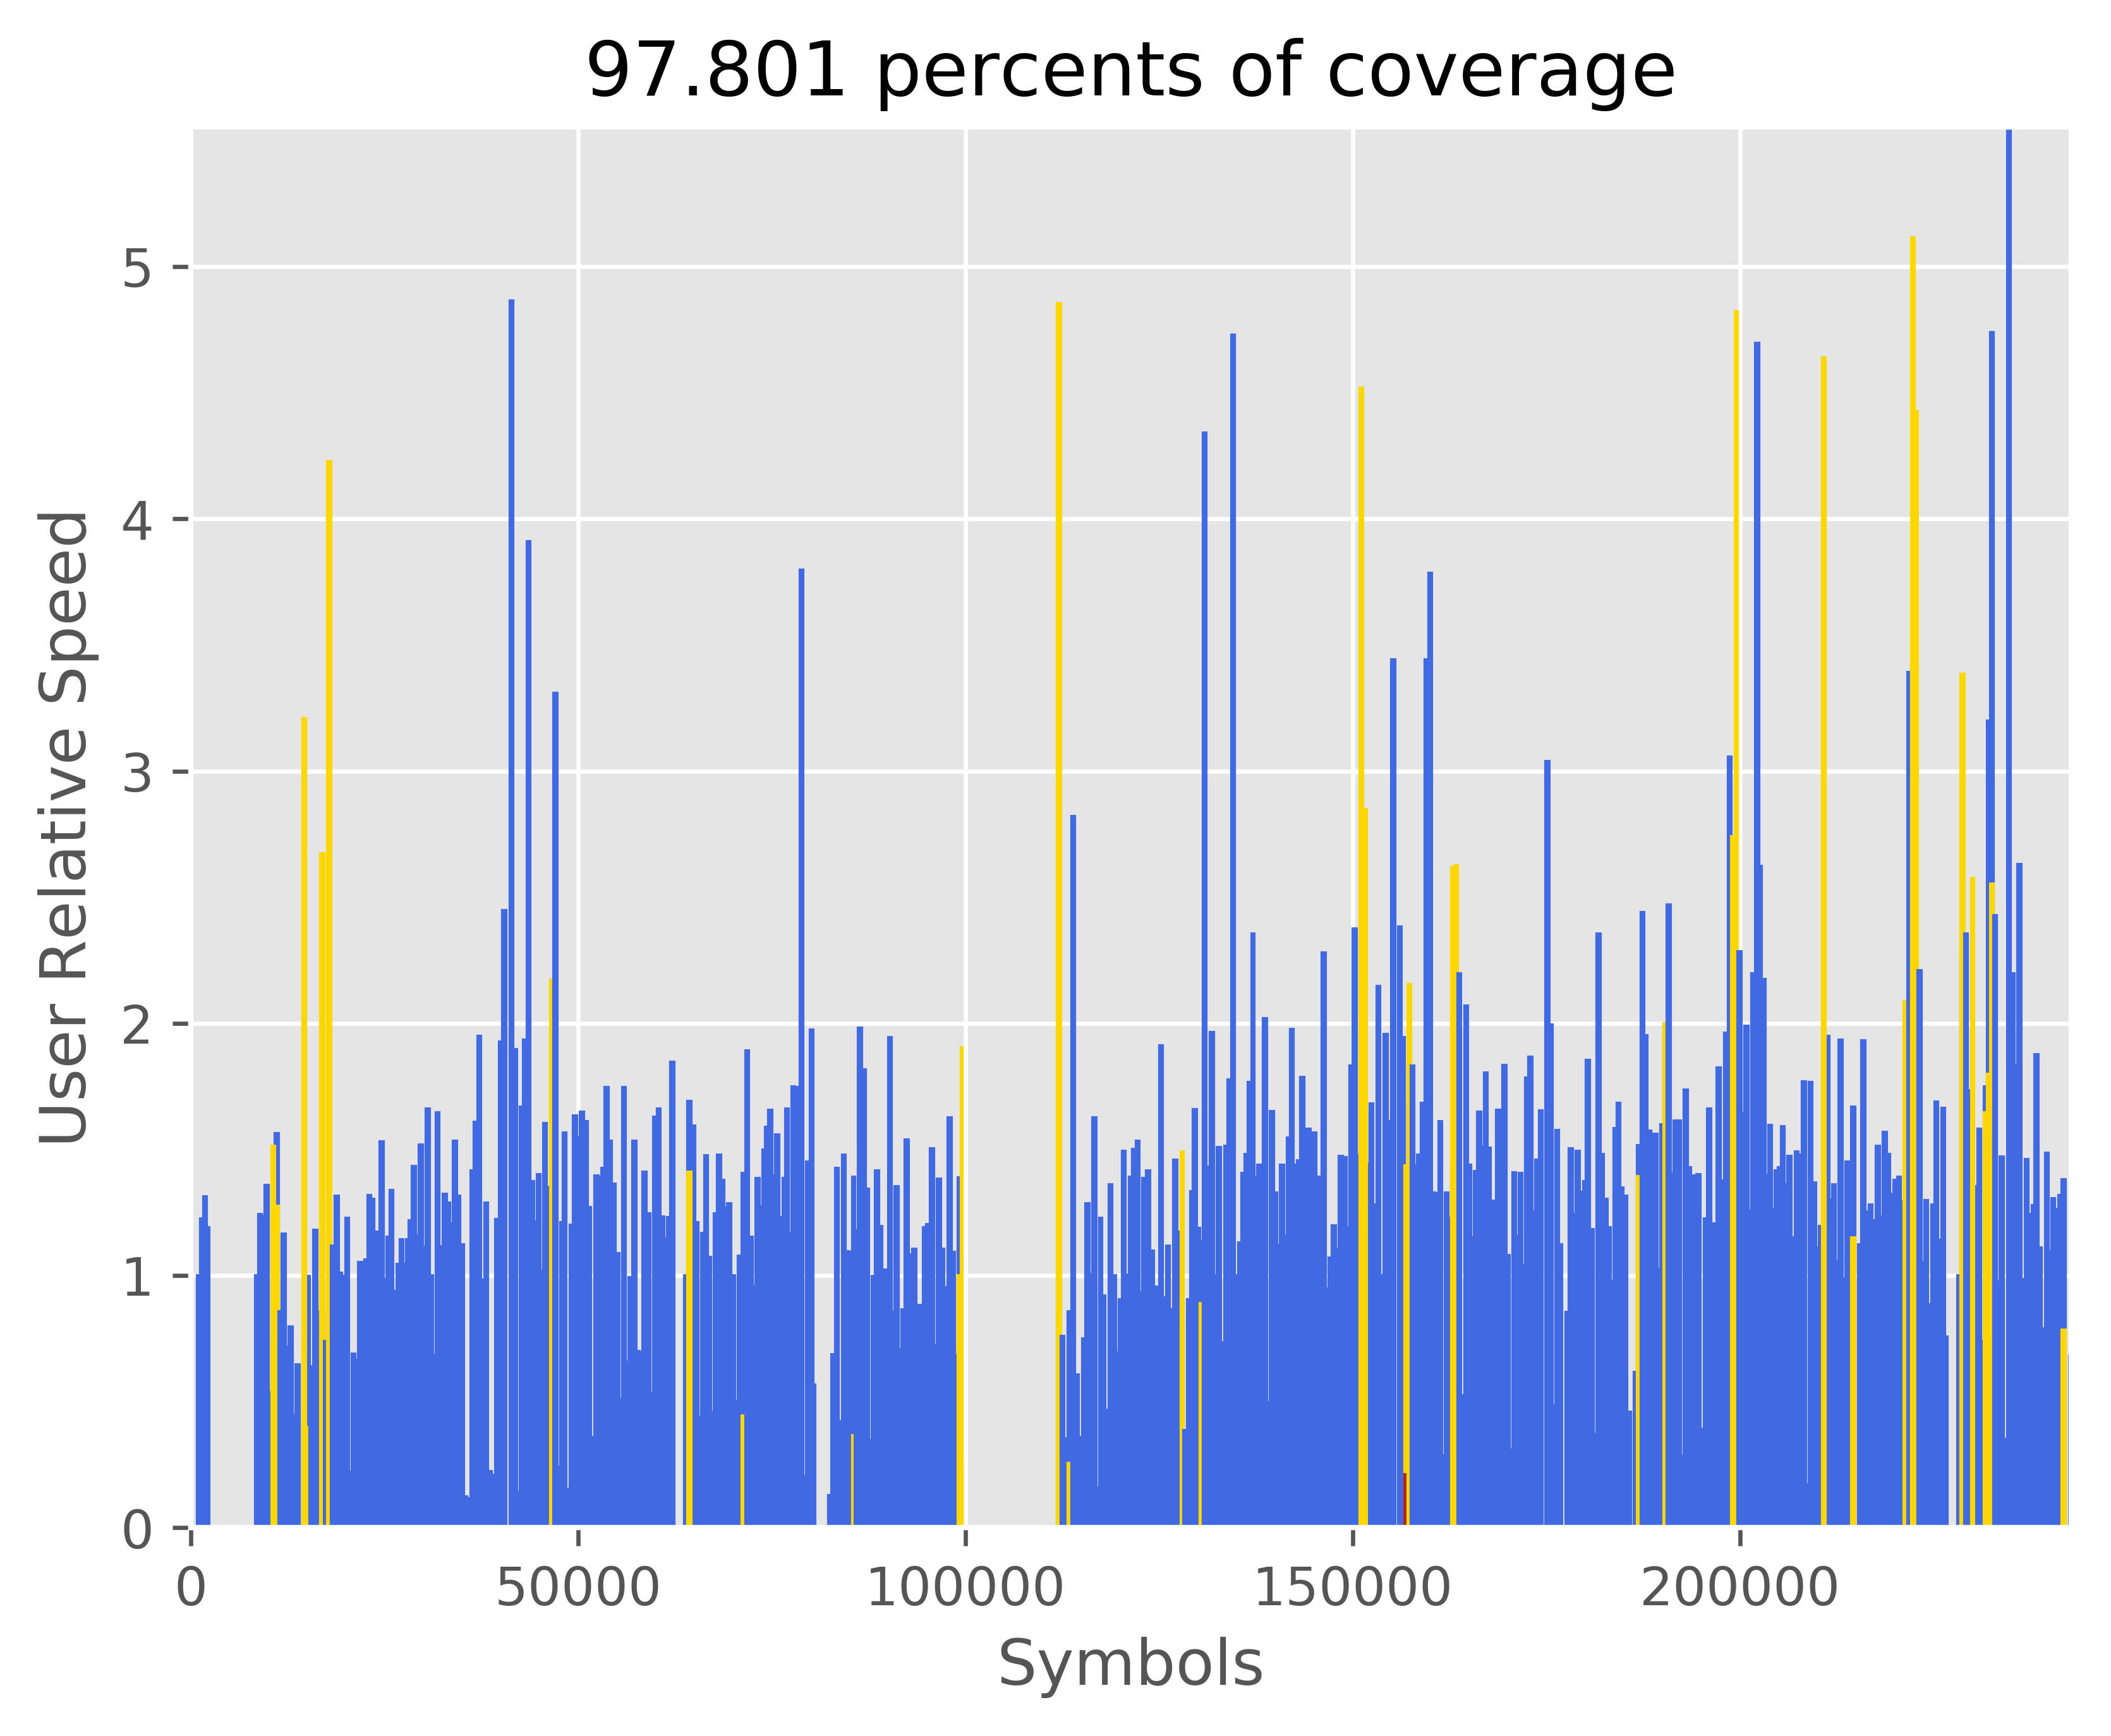 97.801 percents of coverage
User Relative Speed
5
4
3
2
1
0
0 50000 100000 150000 200000
Symbols